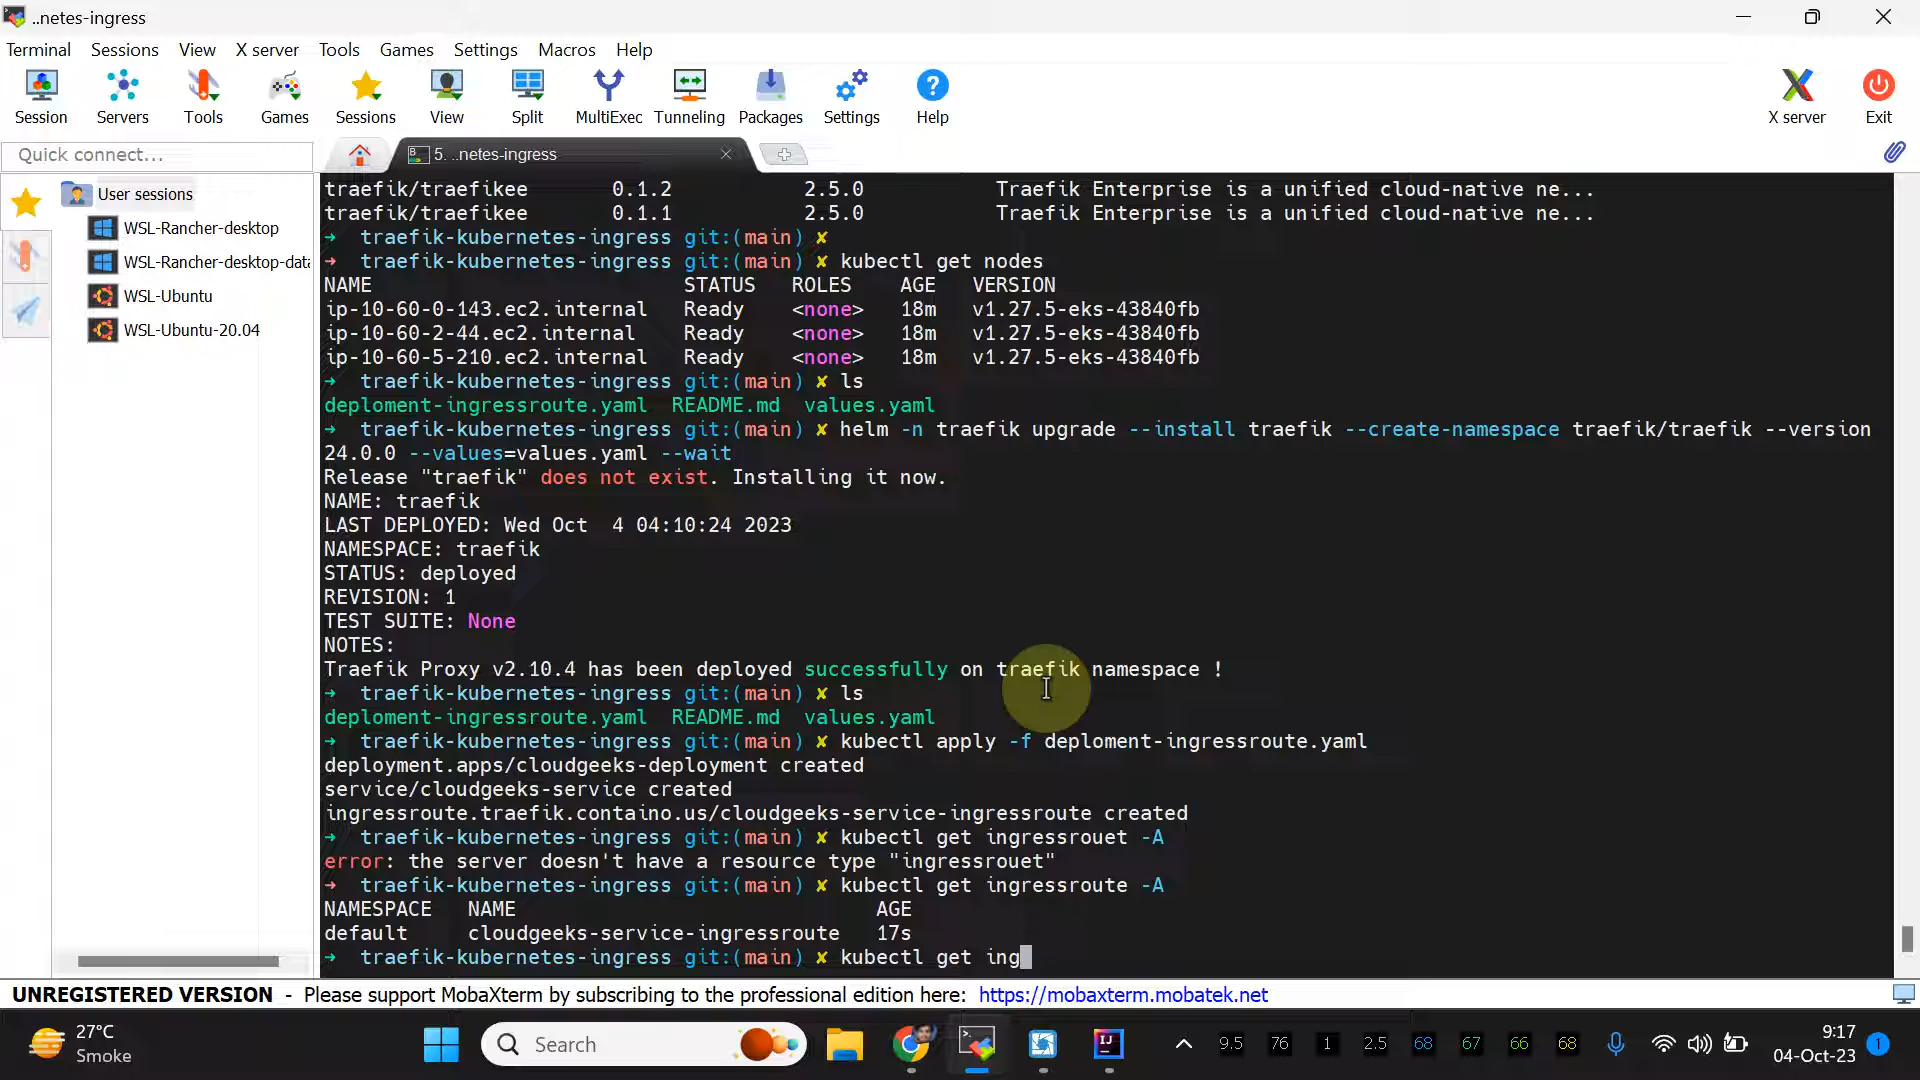 ..netes-ingress
Terminal Sessions View X server Tools Games Settings Macros Help
Session Servers Tools Games Sessions View Split MultiExec Tunneling Packages Settings Help X server Exit
Quick connect...
5. ..netes-ingress
User sessions
WSL-Rancher-desktop
WSL-Rancher-desktop-data
WSL-Ubuntu
WSL-Ubuntu-20.04
traefik/traefikee 0.1.2 2.5.0 Traefik Enterprise is a unified cloud-native ne...
traefik/traefikee 0.1.1 2.5.0 Traefik Enterprise is a unified cloud-native ne...
➜ traefik-kubernetes-ingress git:(main) ✗
➜ traefik-kubernetes-ingress git:(main) ✗ kubectl get nodes
NAME STATUS ROLES AGE VERSION
ip-10-60-0-143.ec2.internal Ready <none> 18m v1.27.5-eks-43840fb
ip-10-60-2-44.ec2.internal Ready <none> 18m v1.27.5-eks-43840fb
ip-10-60-5-210.ec2.internal Ready <none> 18m v1.27.5-eks-43840fb
➜ traefik-kubernetes-ingress git:(main) ✗ ls
deploment-ingressroute.yaml README.md values.yaml
➜ traefik-kubernetes-ingress git:(main) ✗ helm -n traefik upgrade --install traefik --create-namespace traefik/traefik --version
24.0.0 --values=values.yaml --wait
Release "traefik" does not exist. Installing it now.
NAME: traefik
LAST DEPLOYED: Wed Oct 4 04:10:24 2023
NAMESPACE: traefik
STATUS: deployed
REVISION: 1
TEST SUITE: None
NOTES:
Traefik Proxy v2.10.4 has been deployed successfully on traefik namespace !
➜ traefik-kubernetes-ingress git:(main) ✗ ls
deploment-ingressroute.yaml README.md values.yaml
➜ traefik-kubernetes-ingress git:(main) ✗ kubectl apply -f deploment-ingressroute.yaml
deployment.apps/cloudgeeks-deployment created
service/cloudgeeks-service created
ingressroute.traefik.containo.us/cloudgeeks-service-ingressroute created
➜ traefik-kubernetes-ingress git:(main) ✗ kubectl get ingressrouet -A
error: the server doesn't have a resource type "ingressrouet"
➜ traefik-kubernetes-ingress git:(main) ✗ kubectl get ingressroute -A
NAMESPACE NAME AGE
default cloudgeeks-service-ingressroute 17s
➜ traefik-kubernetes-ingress git:(main) ✗ kubectl get ing
UNREGISTERED VERSION - Please support MobaXterm by subscribing to the professional edition here: https://mobaxterm.mobatek.net
27°C
Smoke
Search
9.5 76 1 2.5 68 67 66 68
9:17
04-Oct-23
1